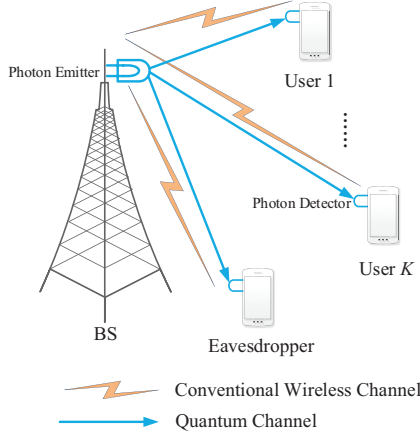 Photon Emitter
User 1
Photon Detector
User K
BS
Eavesdropper
Conventional Wireless Channel
Quantum Channel